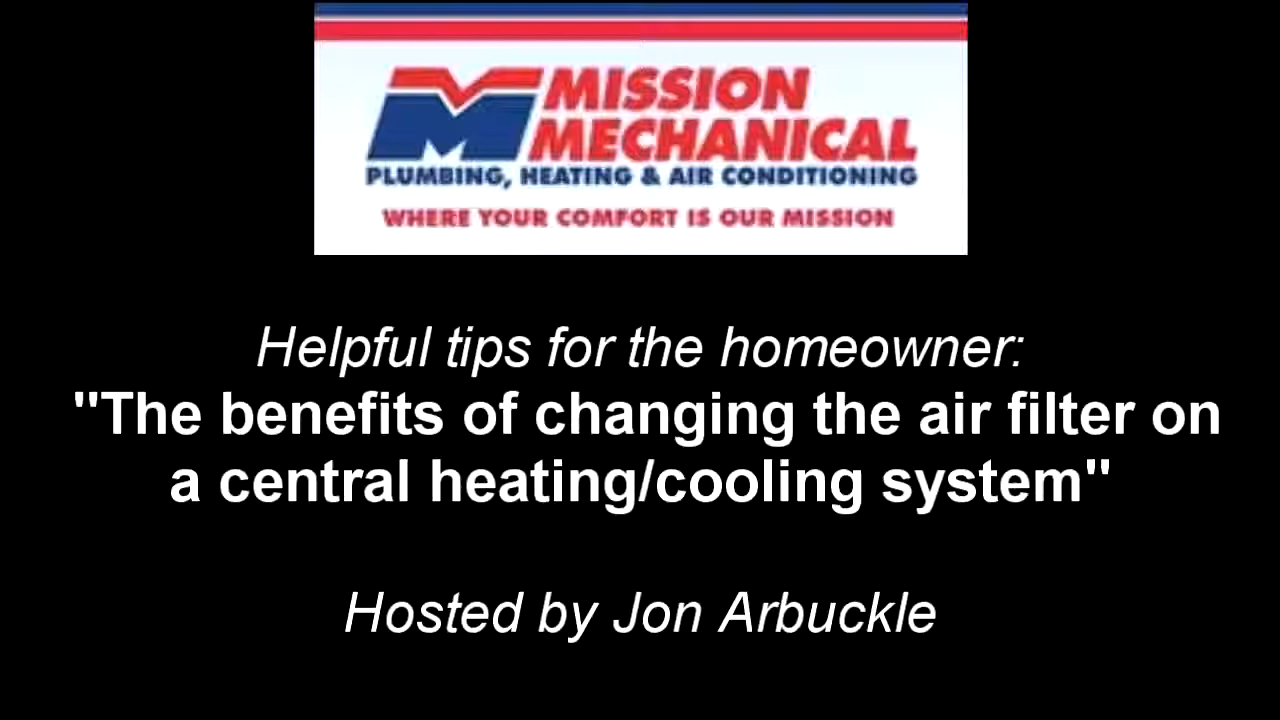 MISSION
MECHANICAL
PLUMBING, HEATING & AIR CONDITIONING
WHERE YOUR COMFORT IS OUR MISSION
Helpful tips for the homeowner:
"The benefits of changing the air filter on
a central heating/cooling system"
Hosted by Jon Arbuckle